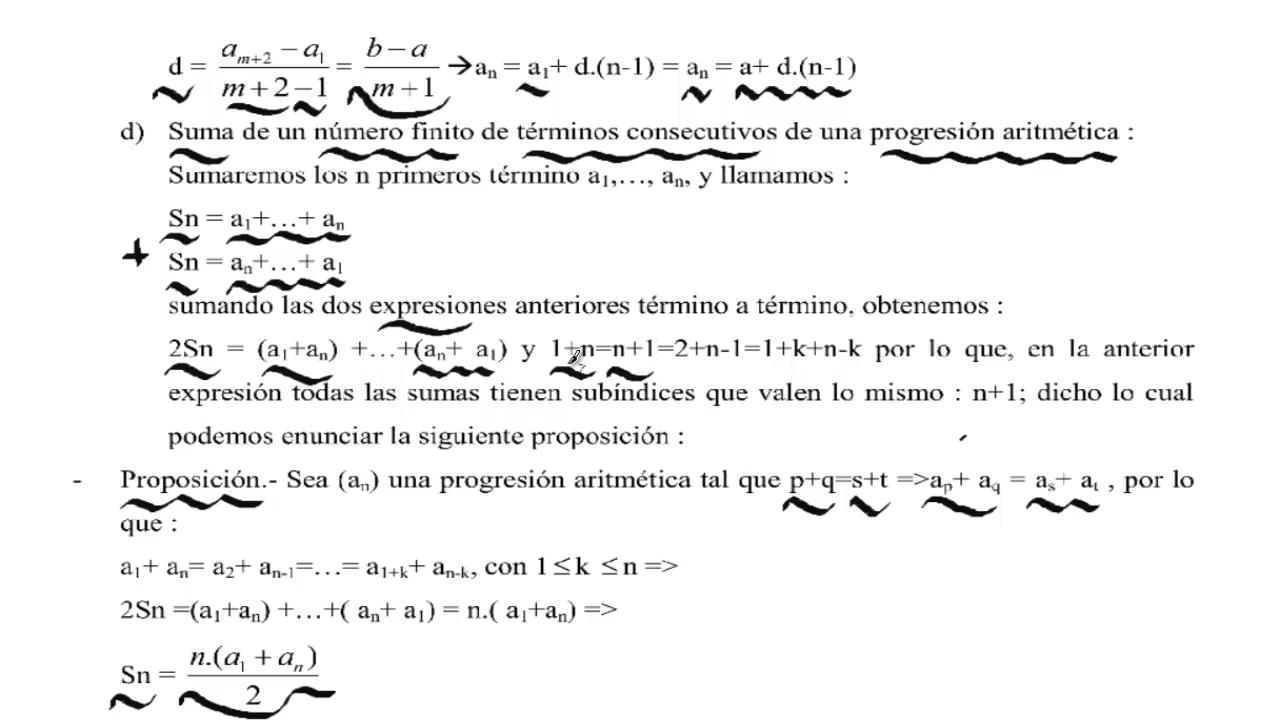 d = \frac{a_{m+2} - a_1}{m+2-1} = \frac{b-a}{m+1} → a_n = a_1+ d.(n-1) = a_n = a+ d.(n-1)
d) Suma de un número finito de términos consecutivos de una progresión aritmética :
Sumaremos los n primeros término a_1,…, a_n, y llamamos :
Sn = a_1+…+ a_n
+
Sn = a_n+…+ a_1
sumando las dos expresiones anteriores término a término, obtenemos :
2Sn = (a_1+a_n) +…+(a_n+ a_1) y 1+n=n+1=2+n-1=1+k+n-k por lo que, en la anterior
expresión todas las sumas tienen subíndices que valen lo mismo : n+1; dicho lo cual
podemos enunciar la siguiente proposición :
- Proposición.- Sea (a_n) una progresión aritmética tal que p+q=s+t =>a_p+ a_q = a_s+ a_t , por lo
que :
a_1+ a_n= a_2+ a_{n-1}=…= a_{1+k}+ a_{n-k}, con 1≤k ≤n =>
2Sn =(a_1+a_n) +…+( a_n+ a_1) = n.( a_1+a_n) =>
Sn = \frac{n.(a_1 + a_n)}{2}